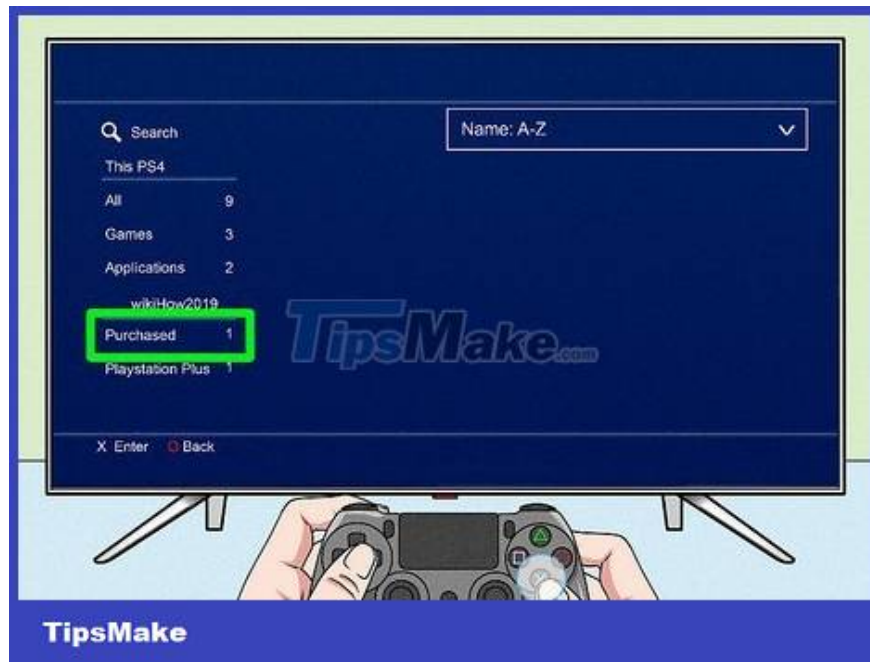 Search
Name: A-Z
This PS4
All 9
Games 3
Applications 2
wikiHow2019
Purchased 1
Playstation Plus 1
TipsMake.com
X Enter O Back
TipsMake